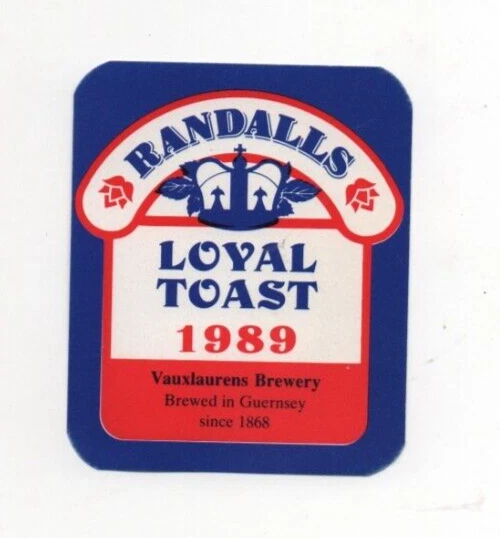 RANDALLS
LOYAL
TOAST
1989
Vauxlaurens Brewery
Brewed in Guernsey
since 1868